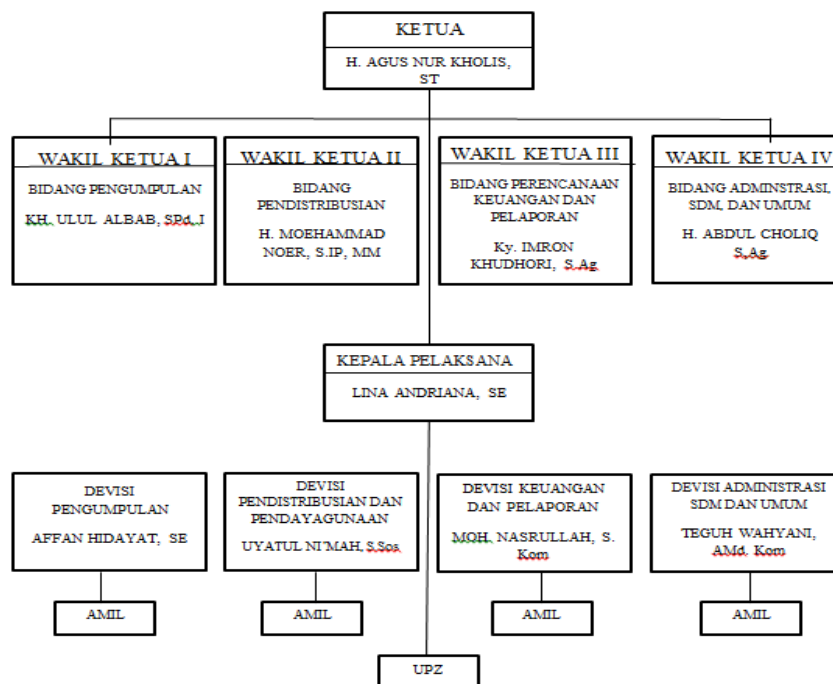 KETUA
H. AGUS NUR KHOLIS,
ST
WAKIL KETUA I
BIDANG PENGUMPULAN
KH. ULUL ALBAB, SPd.I
WAKIL KETUA II
BIDANG
PENDISTRIBUSIAN
H. MOEHAMMAD
NOER, S.IP, MM
WAKIL KETUA III
BIDANG PERENCANAAN
KEUANGAN DAN
PELAPORAN
Ky. IMRON
KHUDHORI, S.Ag
WAKIL KETUA IV
BIDANG ADMINSTRASI,
SDM, DAN UMUM
H. ABDUL CHOLIQ
S,Ag
KEPALA PELAKSANA
LINA ANDRIANA, SE
DEVISI
PENGUMPULAN
AFFAN HIDAYAT, SE
DEVISI
PENDISTRIBUSIAN DAN
PENDAYAGUNAAN
UYATUL NI'MAH, S.Sos
DEVISI KEUANGAN
DAN PELAPORAN
MOH. NASRULLAH, S.
Kom
DEVISI ADMINISTRASI
SDM DAN UMUM
TEGUH WAHYANI,
AMd. Kom
AMIL
AMIL
AMIL
AMIL
UPZ